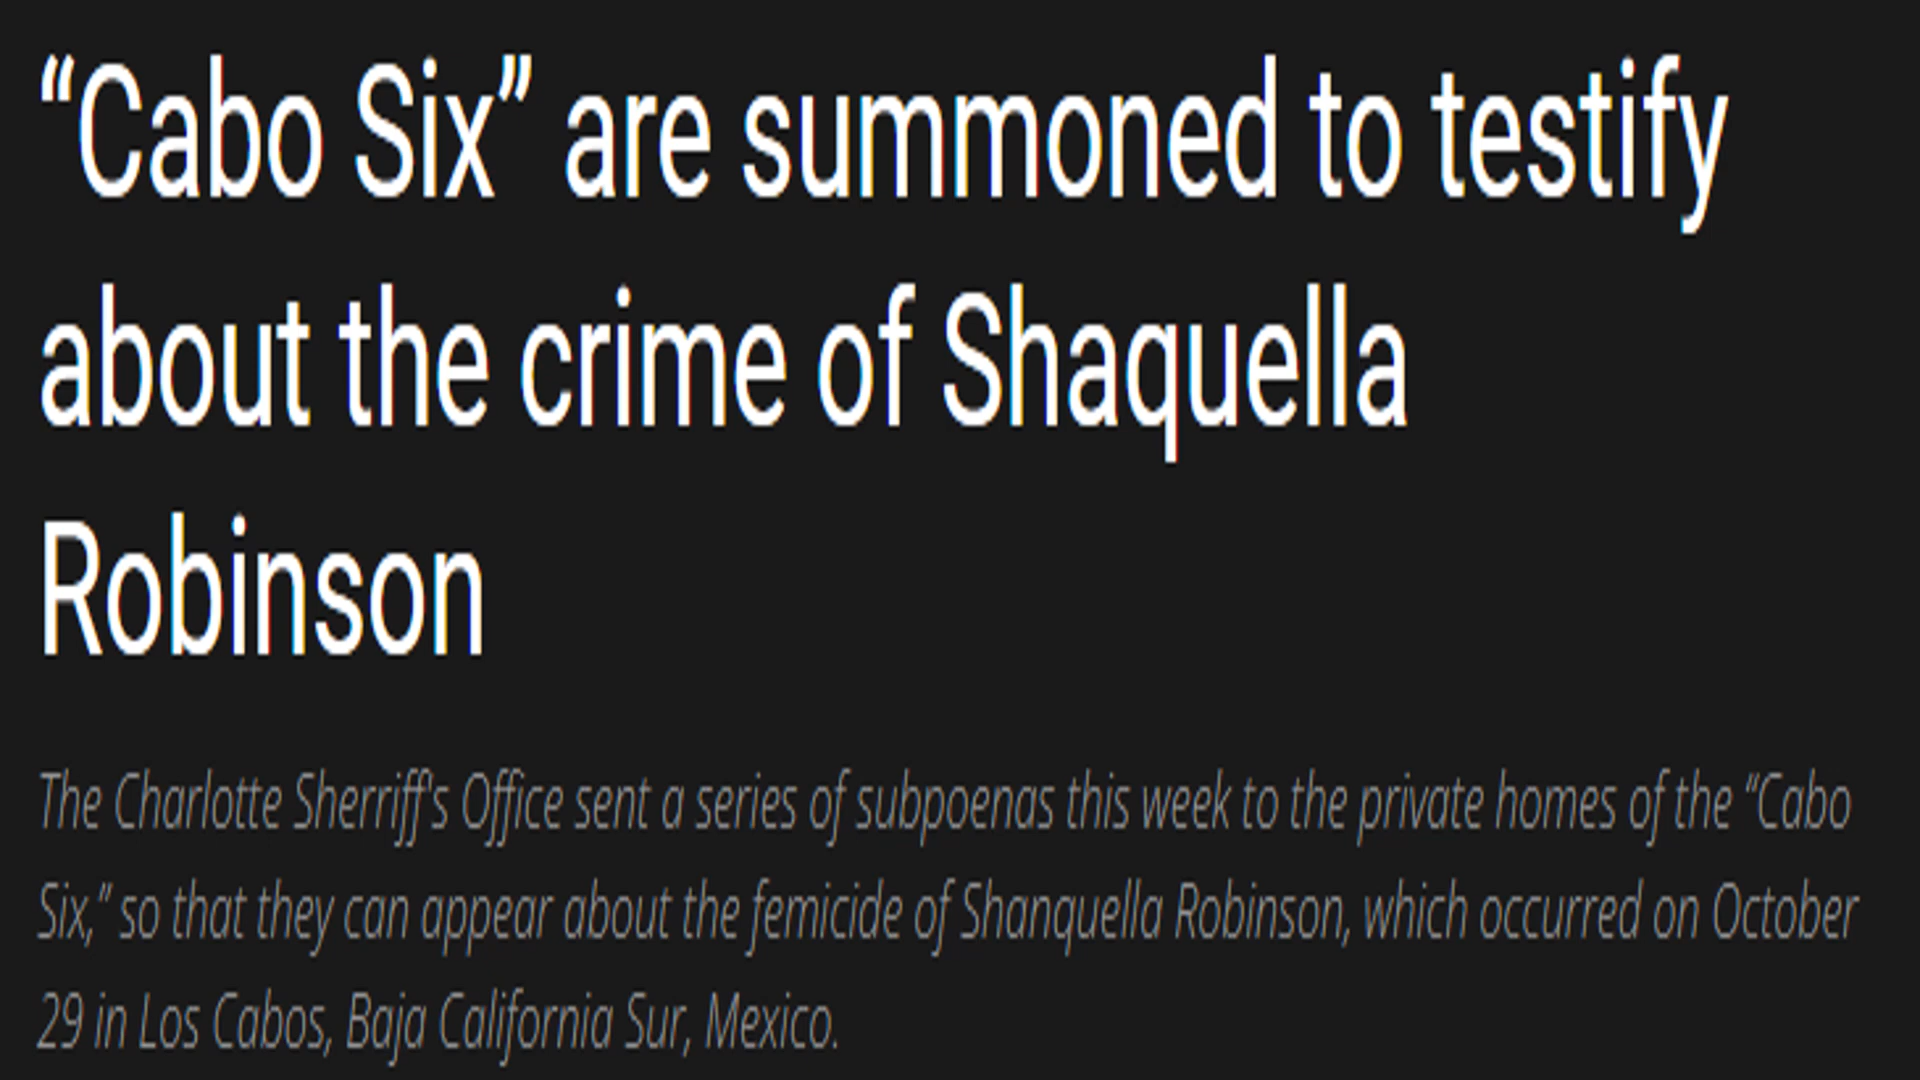 “Cabo Six” are summoned to testify
about the crime of Shaquella
Robinson
The Charlotte Sherriff's Office sent a series of subpoenas this week to the private homes of the “Cabo
Six,” so that they can appear about the femicide of Shanquella Robinson, which occurred on October
29 in Los Cabos, Baja California Sur, Mexico.